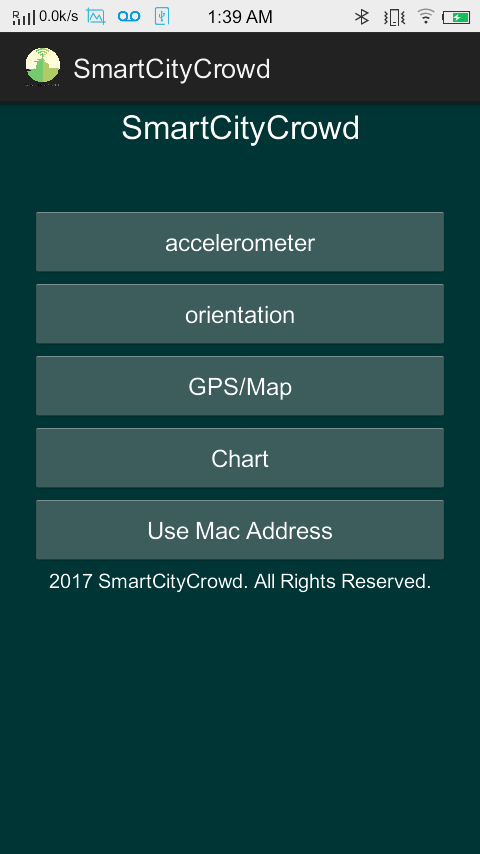 R 0.0k/s 1:39 AM
SmartCityCrowd
SmartCityCrowd
accelerometer
orientation
GPS/Map
Chart
Use Mac Address
2017 SmartCityCrowd. All Rights Reserved.